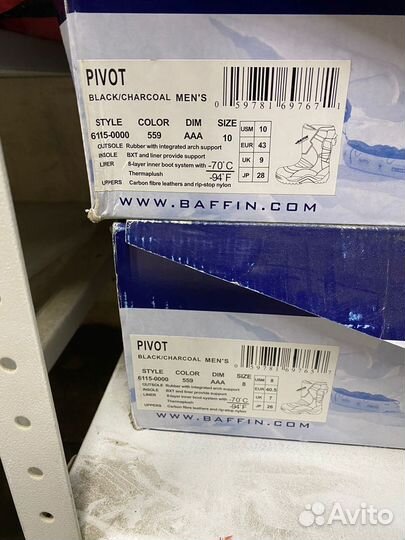 PIVOT
BLACK/CHARCOAL MEN'S
0 59781 69767 1
STYLE COLOR DIM SIZE
6115-0000 559 AAA 10
OUTSOLE Rubber with integrated arch support
INSOLE BXT and liner provide support
LINER 8-layer inner boot system with -70°C
Thermaplush -94°F
UPPERS Carbon fibre leathers and rip-stop nylon
USM 10
EUR 43
UK 9
JP 28
WWW.BAFFIN.COM
PIVOT
BLACK/CHARCOAL MEN'S
STYLE COLOR DIM SIZE
6115-0000 559 AAA 8
OUTSOLE Rubber with integrated arch support
INSOLE BXT and liner provide support
LINER 8-layer inner boot system with -70°C
Thermaplush -94°F
UPPERS Carbon fibre leathers and rip-stop nylon
USM 8
EUR 40.5
UK 7
JP 26
WWW.BAFFIN.COM
Avito